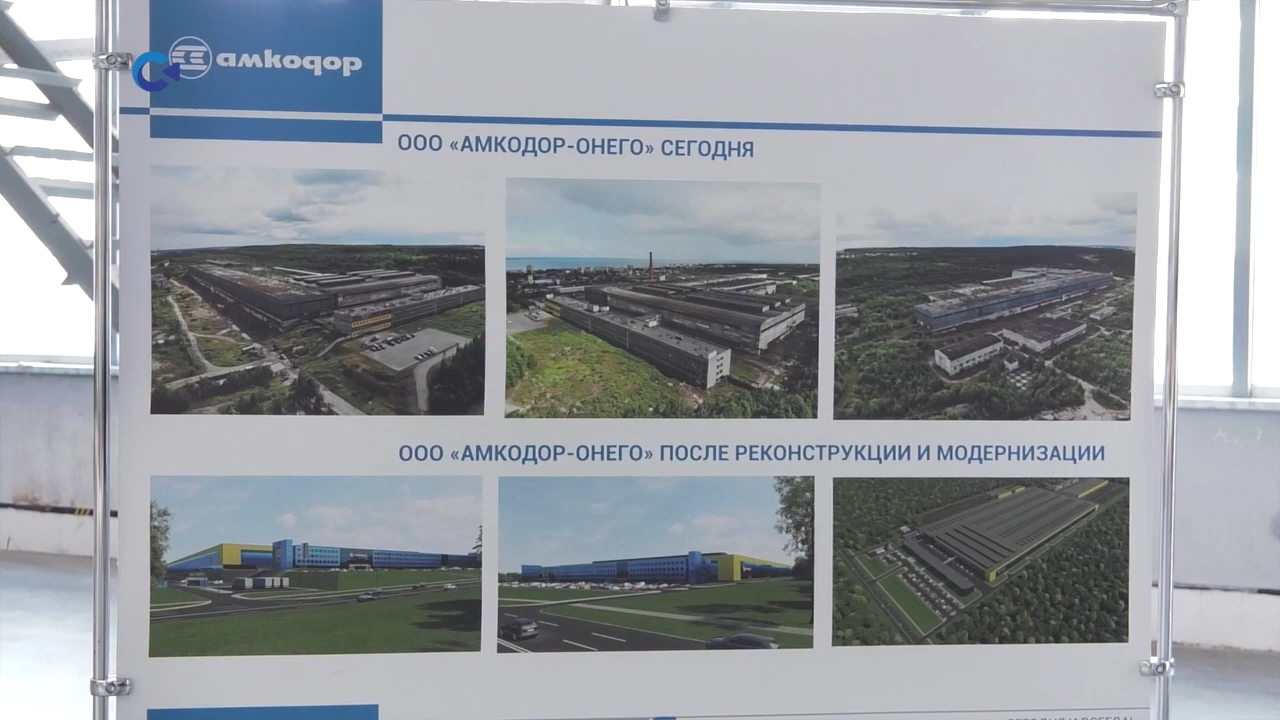 амкодор
ООО «АМКОДОР-ОНЕГО» СЕГОДНЯ
ООО «АМКОДОР-ОНЕГО» ПОСЛЕ РЕКОНСТРУКЦИИ И МОДЕРНИЗАЦИИ